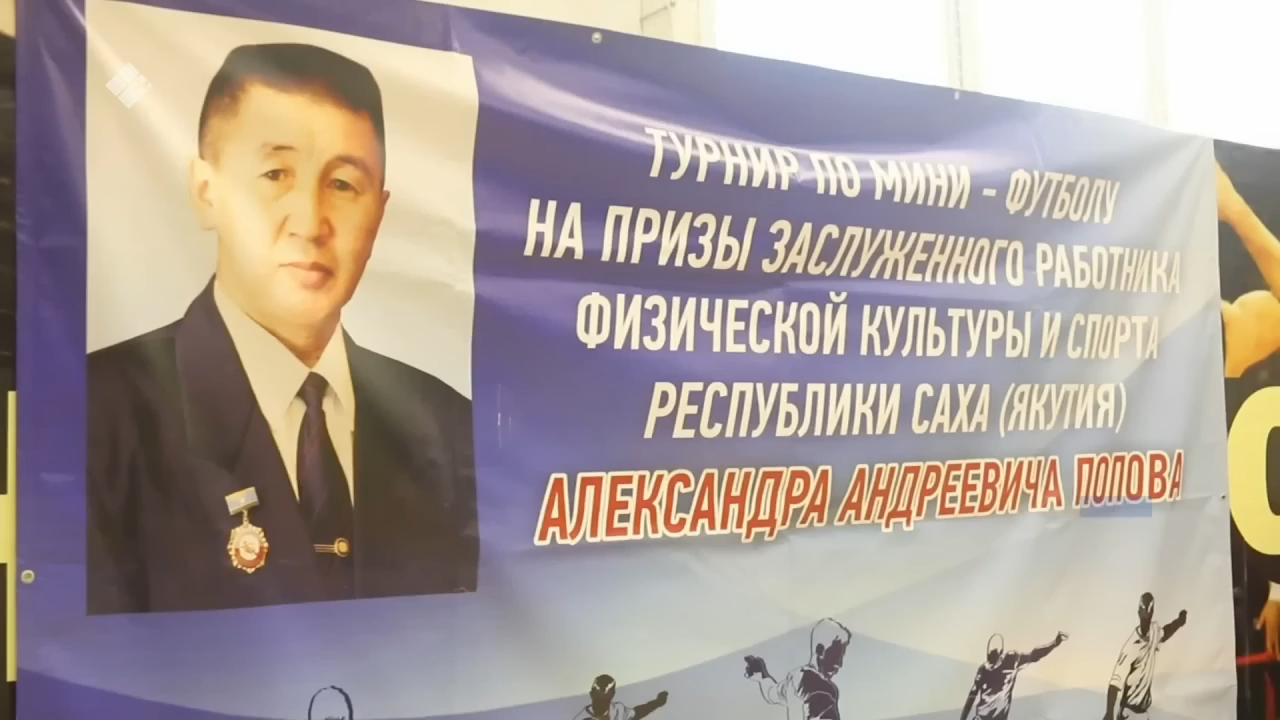 ТУРНИР ПО МИНИ - ФУТБОЛУ
НА ПРИЗЫ ЗАСЛУЖЕННОГО РАБОТНИКА
ФИЗИЧЕСКОЙ КУЛЬТУРЫ И СПОРТА
РЕСПУБЛИКИ САХА (ЯКУТИЯ)
АЛЕКСАНДРА АНДРЕЕВИЧА ПОПОВА